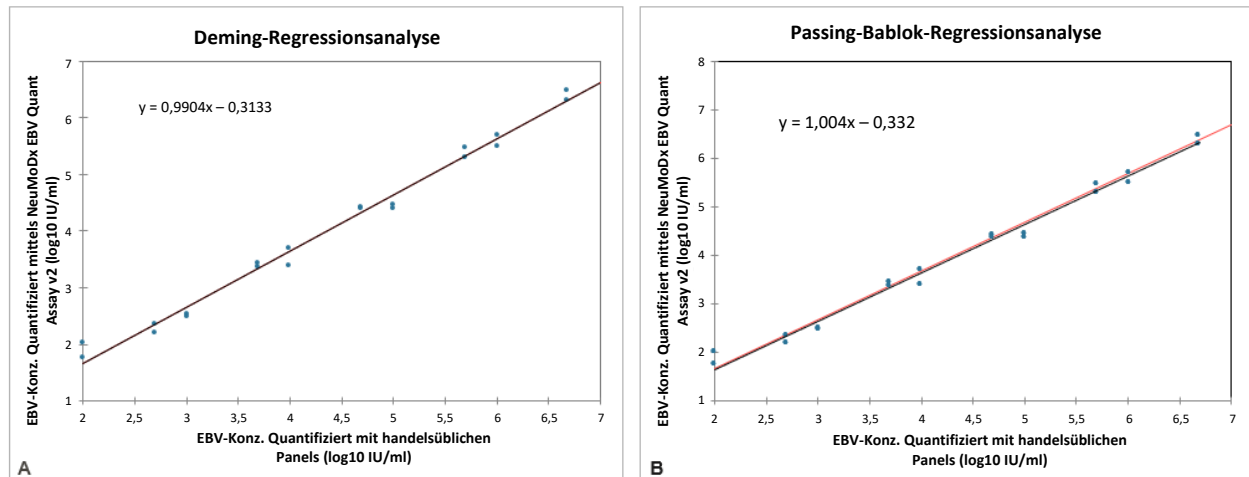 Deming-Regressionsanalyse
EBV-Konz. Quantifiziert mittels NeuMoDx EBV Quant
Assay v2 (log10 IU/ml)
y = 0,9904x – 0,3133
7
6
5
4
3
2
1
2
2,5
3
3,5
4
4,5
5
5,5
6
6,5
7
EBV-Konz. Quantifiziert mit handelsüblichen
Panels (log10 IU/ml)
A
Passing-Bablok-Regressionsanalyse
EBV-Konz. Quantifiziert mittels NeuMoDx EBV Quant
Assay v2 (log10 IU/ml)
y = 1,004x – 0,332
8
7
6
5
4
3
2
1
2
2,5
3
3,5
4
4,5
5
5,5
6
6,5
7
EBV-Konz. Quantifiziert mit handelsüblichen
Panels (log10 IU/ml)
B